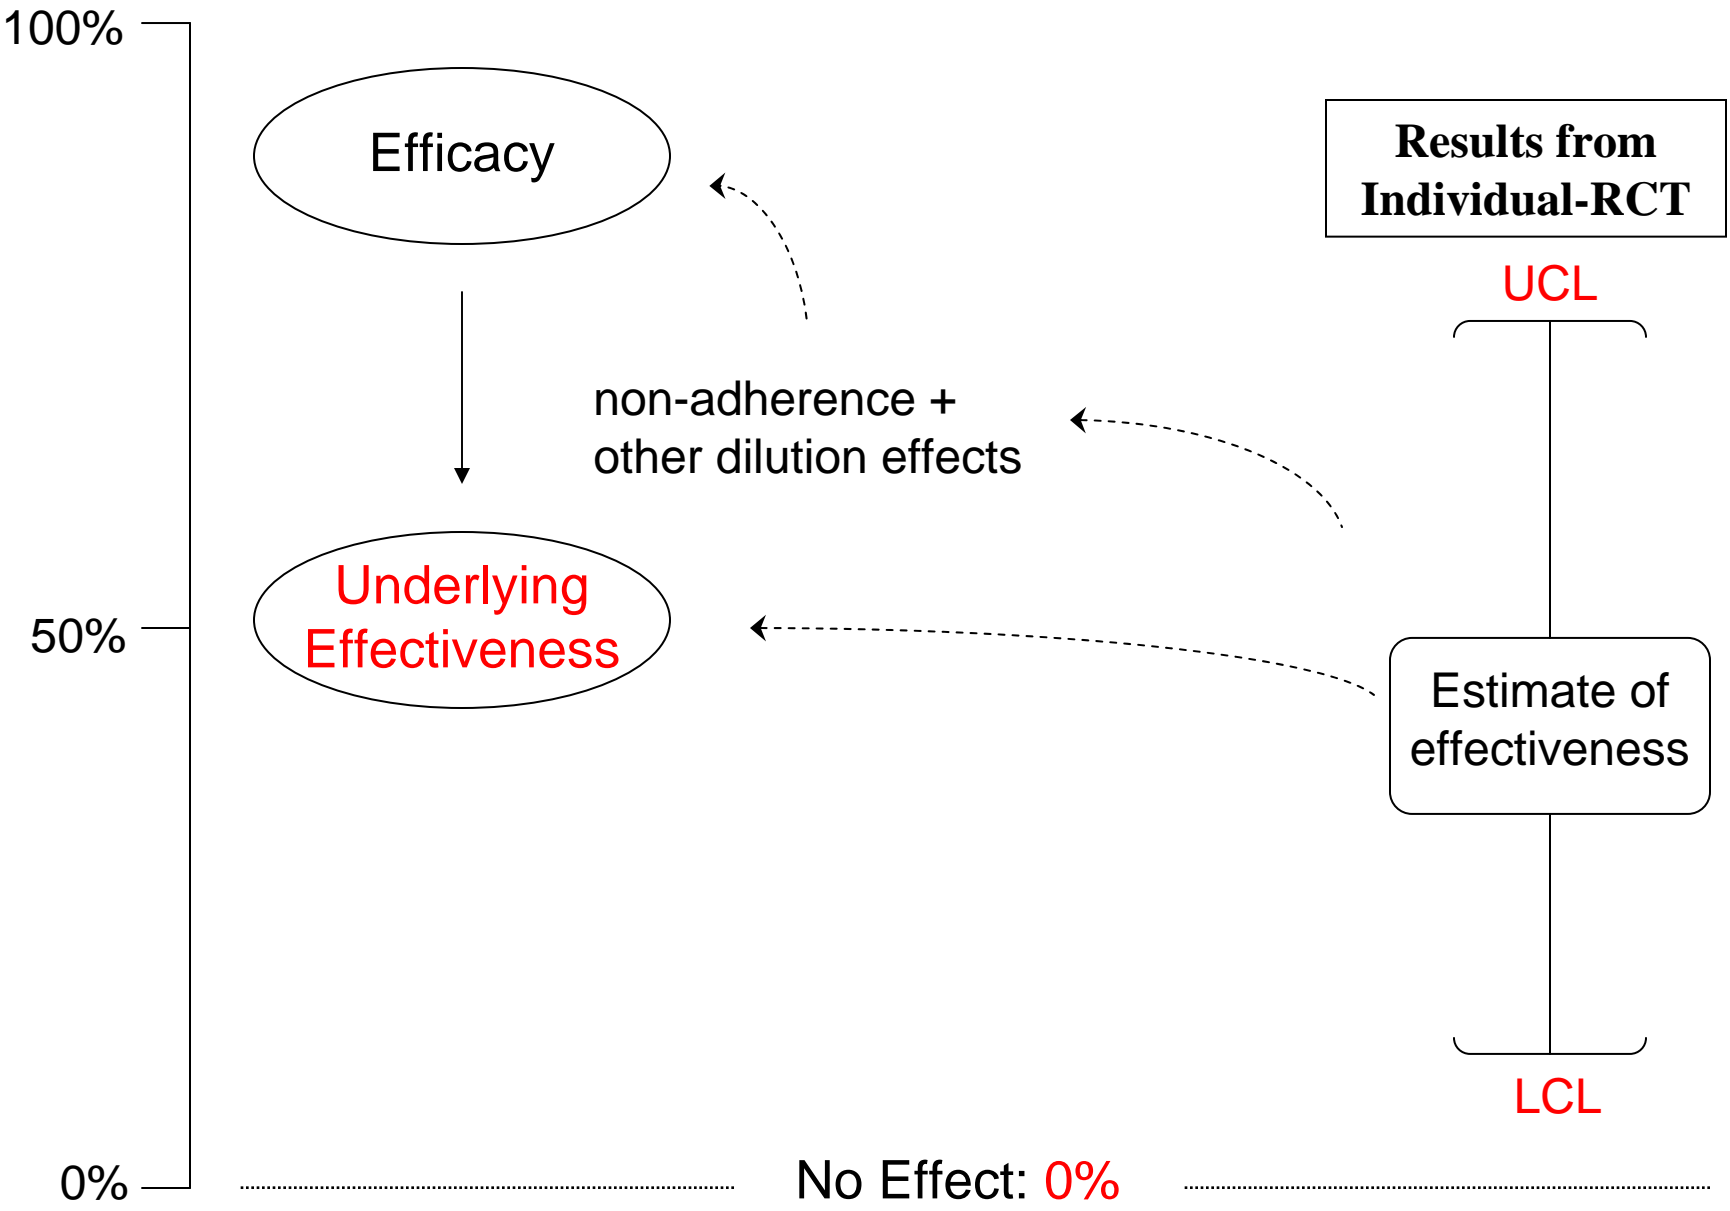 100%
Efficacy
Results from
Individual-RCT
UCL
non-adherence +
other dilution effects
Underlying
Effectiveness
50%
Estimate of
effectiveness
LCL
0%
No Effect: 0%